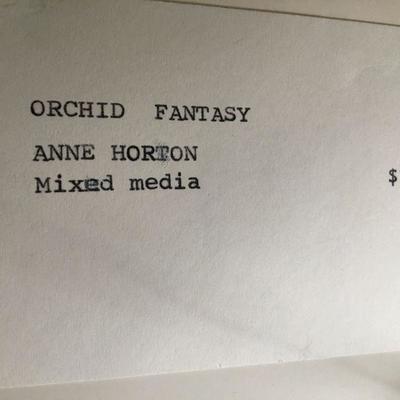 ORCHID FANTASY
ANNE HORTON
Mixed media $